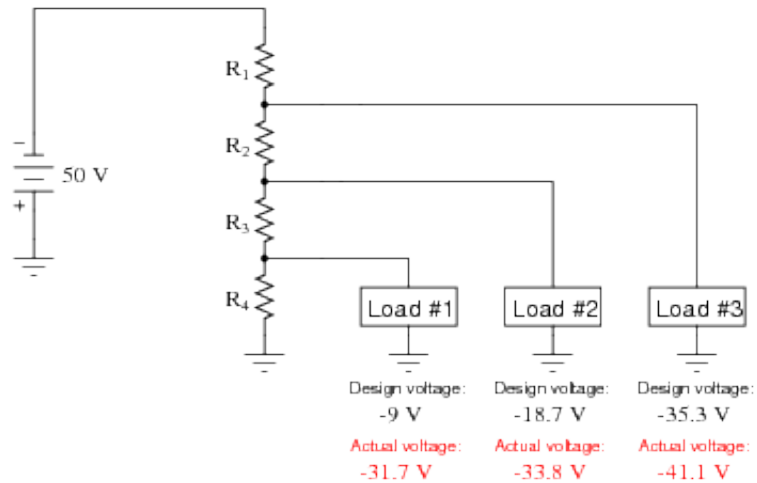 R1
-
R2
50 V
+
R3
R4
Load #1
Load #2
Load #3
Design voltage:
-9 V
Design voltage:
-18.7 V
Design voltage:
-35.3 V
Actual voltage:
-31.7 V
Actual voltage:
-33.8 V
Actual voltage:
-41.1 V